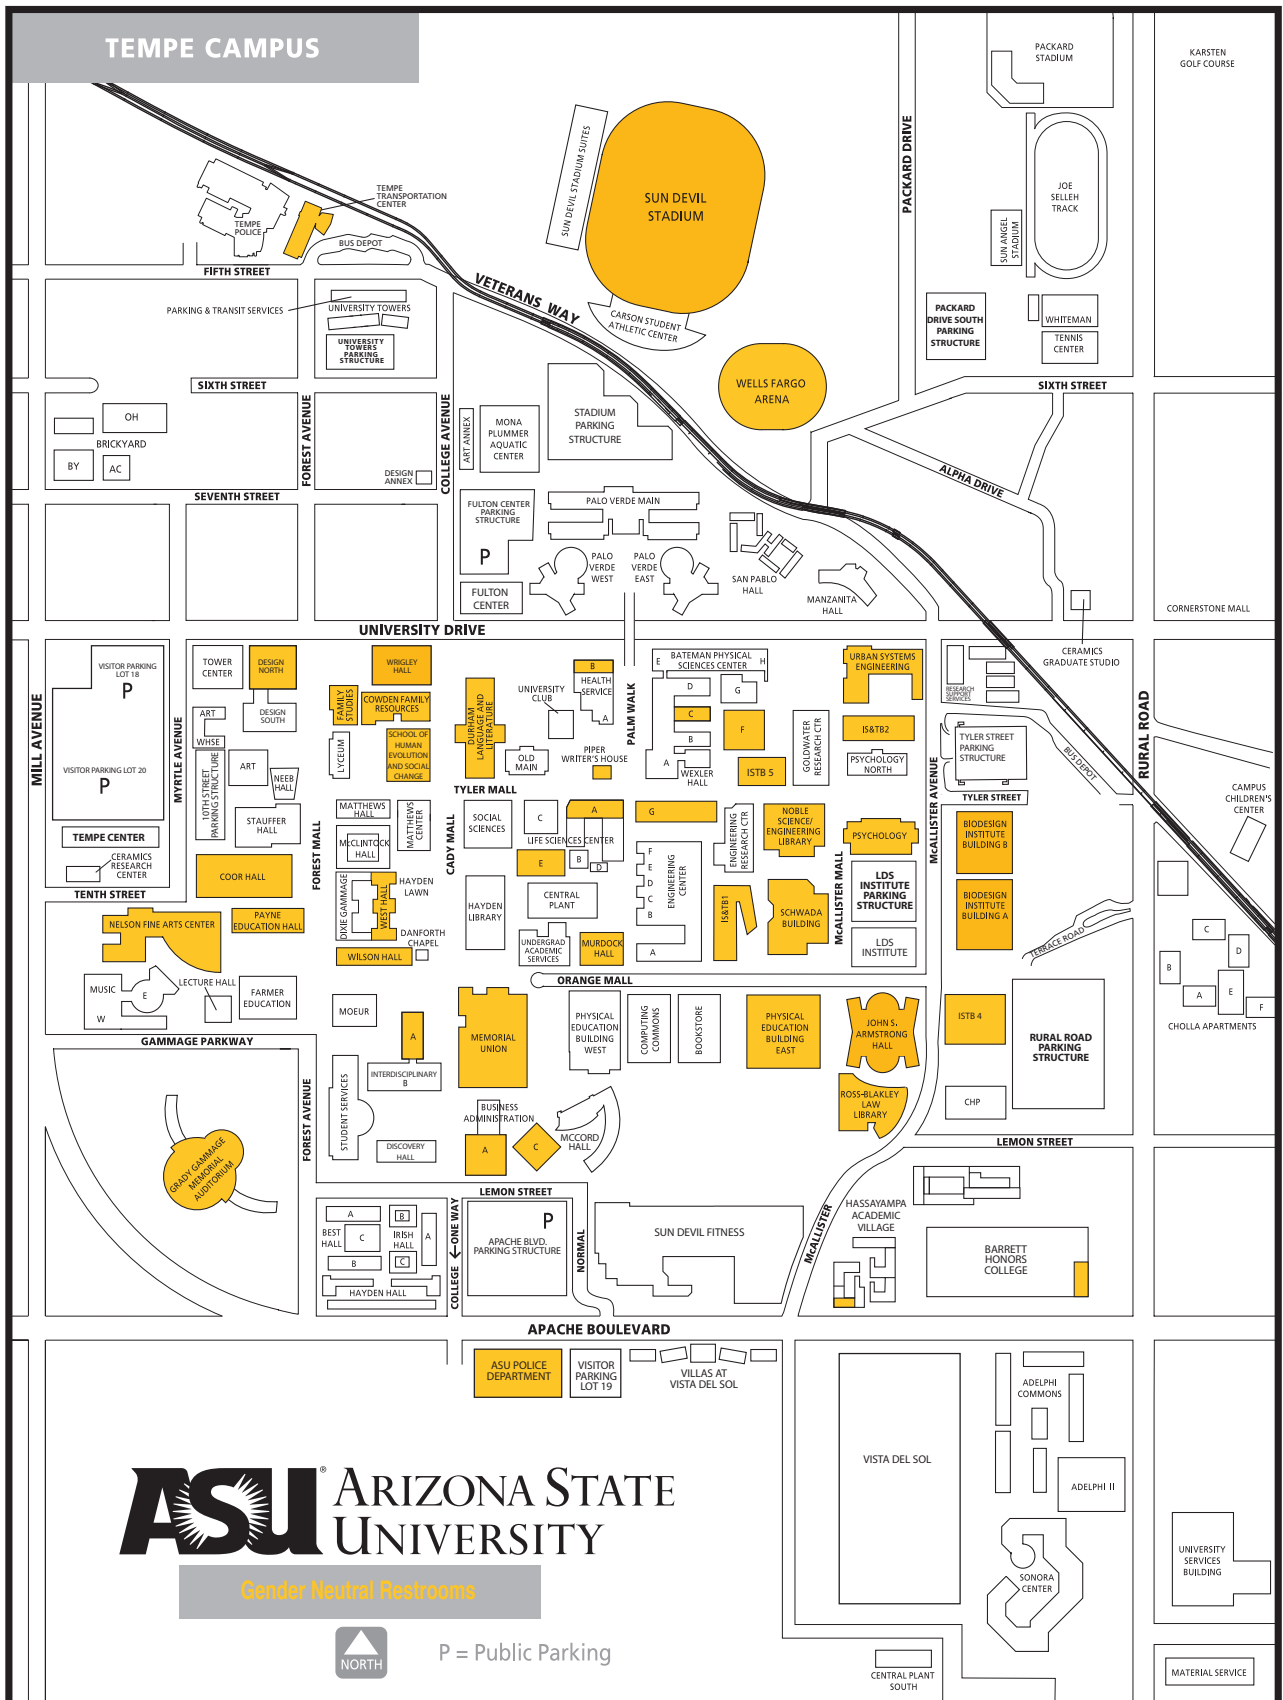 TEMPE CAMPUS
PACKARD
STADIUM
KARSTEN
GOLF COURSE
PACKARD DRIVE
SUN DEVIL STADIUM SUITES
SUN DEVIL
STADIUM
JOE
SELLEH
TRACK
SUN ANGEL
STADIUM
TEMPE
TRANSPORTATION
CENTER
TEMPE
POLICE
BUS DEPOT
FIFTH STREET
VETERANS WAY
CARSON STUDENT
ATHLETIC CENTER
PARKING & TRANSIT SERVICES
UNIVERSITY TOWERS
UNIVERSITY
TOWERS
PARKING
STRUCTURE
PACKARD
DRIVE SOUTH
PARKING
STRUCTURE
WHITEMAN
TENNIS
CENTER
WELLS FARGO
ARENA
SIXTH STREET
SIXTH STREET
OH
BRICKYARD
BY
AC
FOREST AVENUE
COLLEGE AVENUE
ART ANNEX
MONA
PLUMMER
AQUATIC
CENTER
STADIUM
PARKING
STRUCTURE
DESIGN
ANNEX
ALPHA DRIVE
SEVENTH STREET
FULTON CENTER
PARKING
STRUCTURE
P
PALO VERDE MAIN
PALO
VERDE
WEST
PALO
VERDE
EAST
SAN PABLO
HALL
MANZANITA
HALL
FULTON
CENTER
CORNERSTONE MALL
UNIVERSITY DRIVE
CERAMICS
GRADUATE STUDIO
MILL AVENUE
VISITOR PARKING
LOT 18
P
VISITOR PARKING LOT 20
P
MYRTLE AVENUE
TOWER
CENTER
DESIGN
NORTH
DESIGN
SOUTH
WRIGLEY
HALL
FAMILY
STUDIES
COWDEN FAMILY
RESOURCES
SCHOOL OF
HUMAN
EVOLUTION
AND SOCIAL
CHANGE
LYCEUM
DURHAM
LANGUAGE AND
LITERATURE
UNIVERSITY
CLUB
B
HEALTH
SERVICE
A
OLD
MAIN
PIPER
WRITER'S HOUSE
PALM WALK
BATEMAN PHYSICAL
SCIENCES CENTER
E
H
D
G
C
F
B
A
WEXLER
HALL
ISTB 5
GOLDWATER
RESEARCH CTR
URBAN SYSTEMS
ENGINEERING
IS&TB2
PSYCHOLOGY
NORTH
RESEARCH
SUPPORT
SERVICES
TYLER STREET
PARKING
STRUCTURE
BUS DEPOT
RURAL ROAD
CAMPUS
CHILDREN'S
CENTER
ART
WHSE
10TH STREET
PARKING STRUCTURE
ART
NEEB
HALL
STAUFFER
HALL
TYLER MALL
TYLER STREET
McALLISTER AVENUE
TEMPE CENTER
CERAMICS
RESEARCH
CENTER
TENTH STREET
COOR HALL
FOREST MALL
MATTHEWS
HALL
MATTHEWS
CENTER
McCLINTOCK
HALL
DIXIE GAMMAGE
WEST HALL
HAYDEN
LAWN
DANFORTH
CHAPEL
WILSON HALL
CADY MALL
SOCIAL
SCIENCES
C
A
LIFE SCIENCES CENTER
E
B
D
HAYDEN
LIBRARY
CENTRAL
PLANT
UNDERGRAD
ACADEMIC
SERVICES
MURDOCK
HALL
G
F
E
D
C
B
A
ENGINEERING
CENTER
ENGINEERING
RESEARCH CTR
NOBLE
SCIENCE/
ENGINEERING
LIBRARY
IS&TB1
SCHWADA
BUILDING
PSYCHOLOGY
LDS
INSTITUTE
PARKING
STRUCTURE
McALLISTER MALL
LDS
INSTITUTE
BIODESIGN
INSTITUTE
BUILDING B
BIODESIGN
INSTITUTE
BUILDING A
TERRACE ROAD
NELSON FINE ARTS CENTER
PAYNE
EDUCATION HALL
MUSIC
E
W
LECTURE HALL
FARMER
EDUCATION
GAMMAGE PARKWAY
ORANGE MALL
C
D
B
A
E
F
CHOLLA APARTMENTS
MOEUR
A
INTERDISCIPLINARY
B
MEMORIAL
UNION
PHYSICAL
EDUCATION
BUILDING
WEST
COMPUTING
COMMONS
BOOKSTORE
PHYSICAL
EDUCATION
BUILDING
EAST
JOHN S.
ARMSTRONG
HALL
ISTB 4
RURAL ROAD
PARKING
STRUCTURE
CHP
ROSS-BLAKLEY
LAW
LIBRARY
FOREST AVENUE
STUDENT SERVICES
DISCOVERY
HALL
BUSINESS
ADMINISTRATION
A
C
MCCORD
HALL
LEMON STREET
GRADY GAMMAGE
MEMORIAL
AUDITORIUM
LEMON STREET
A
BEST
HALL
C
B
B
IRISH
HALL
C
A
HAYDEN HALL
COLLEGE
ONE WAY
P
APACHE BLVD.
PARKING STRUCTURE
NORMAL
SUN DEVIL FITNESS
McALLISTER
HASSAYAMPA
ACADEMIC
VILLAGE
BARRETT
HONORS
COLLEGE
APACHE BOULEVARD
ASU POLICE
DEPARTMENT
VISITOR
PARKING
LOT 19
VILLAS AT
VISTA DEL SOL
VISTA DEL SOL
ADELPHI
COMMONS
ADELPHI II
SONORA
CENTER
UNIVERSITY
SERVICES
BUILDING
CENTRAL PLANT
SOUTH
MATERIAL SERVICE
ASU® ARIZONA STATE
UNIVERSITY
Gender Neutral Restrooms
NORTH
P = Public Parking